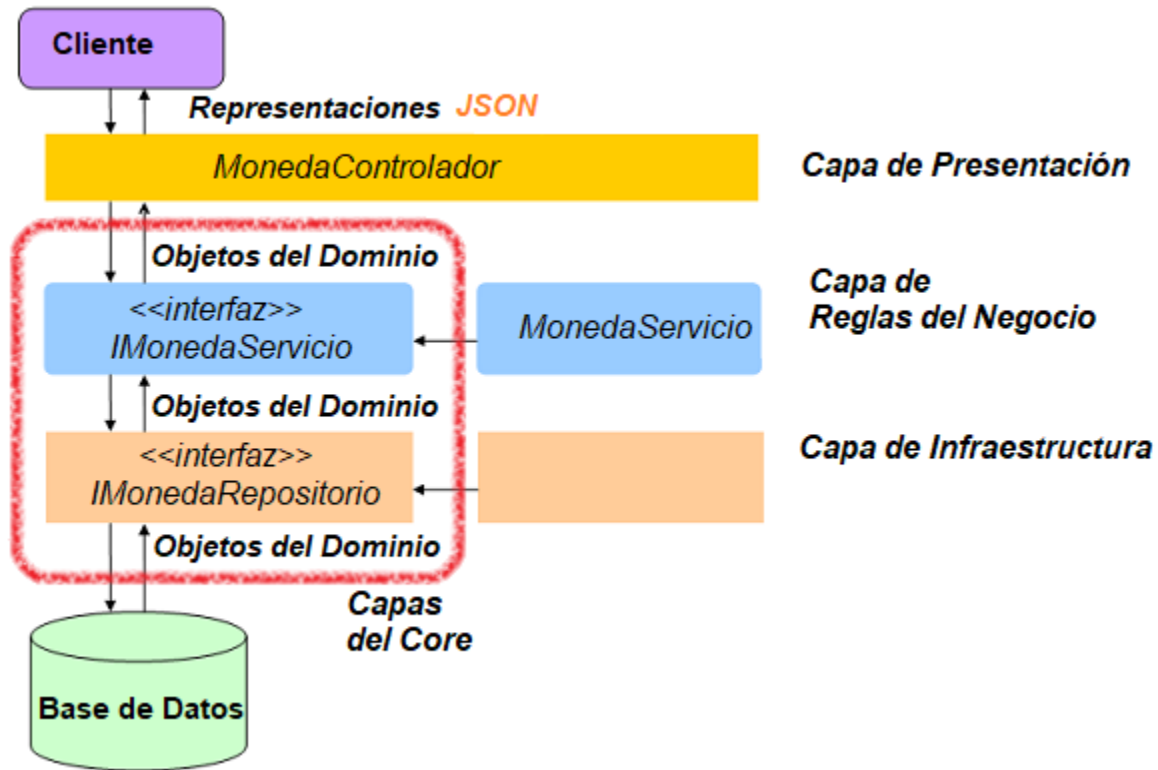 Cliente
Representaciones JSON
MonedaControlador
Capa de Presentación
Objetos del Dominio
<<interfaz>>
IMonedaServicio
MonedaServicio
Capa de
Reglas del Negocio
Objetos del Dominio
<<interfaz>>
IMonedaRepositorio
Capa de Infraestructura
Objetos del Dominio
Capas
del Core
Base de Datos